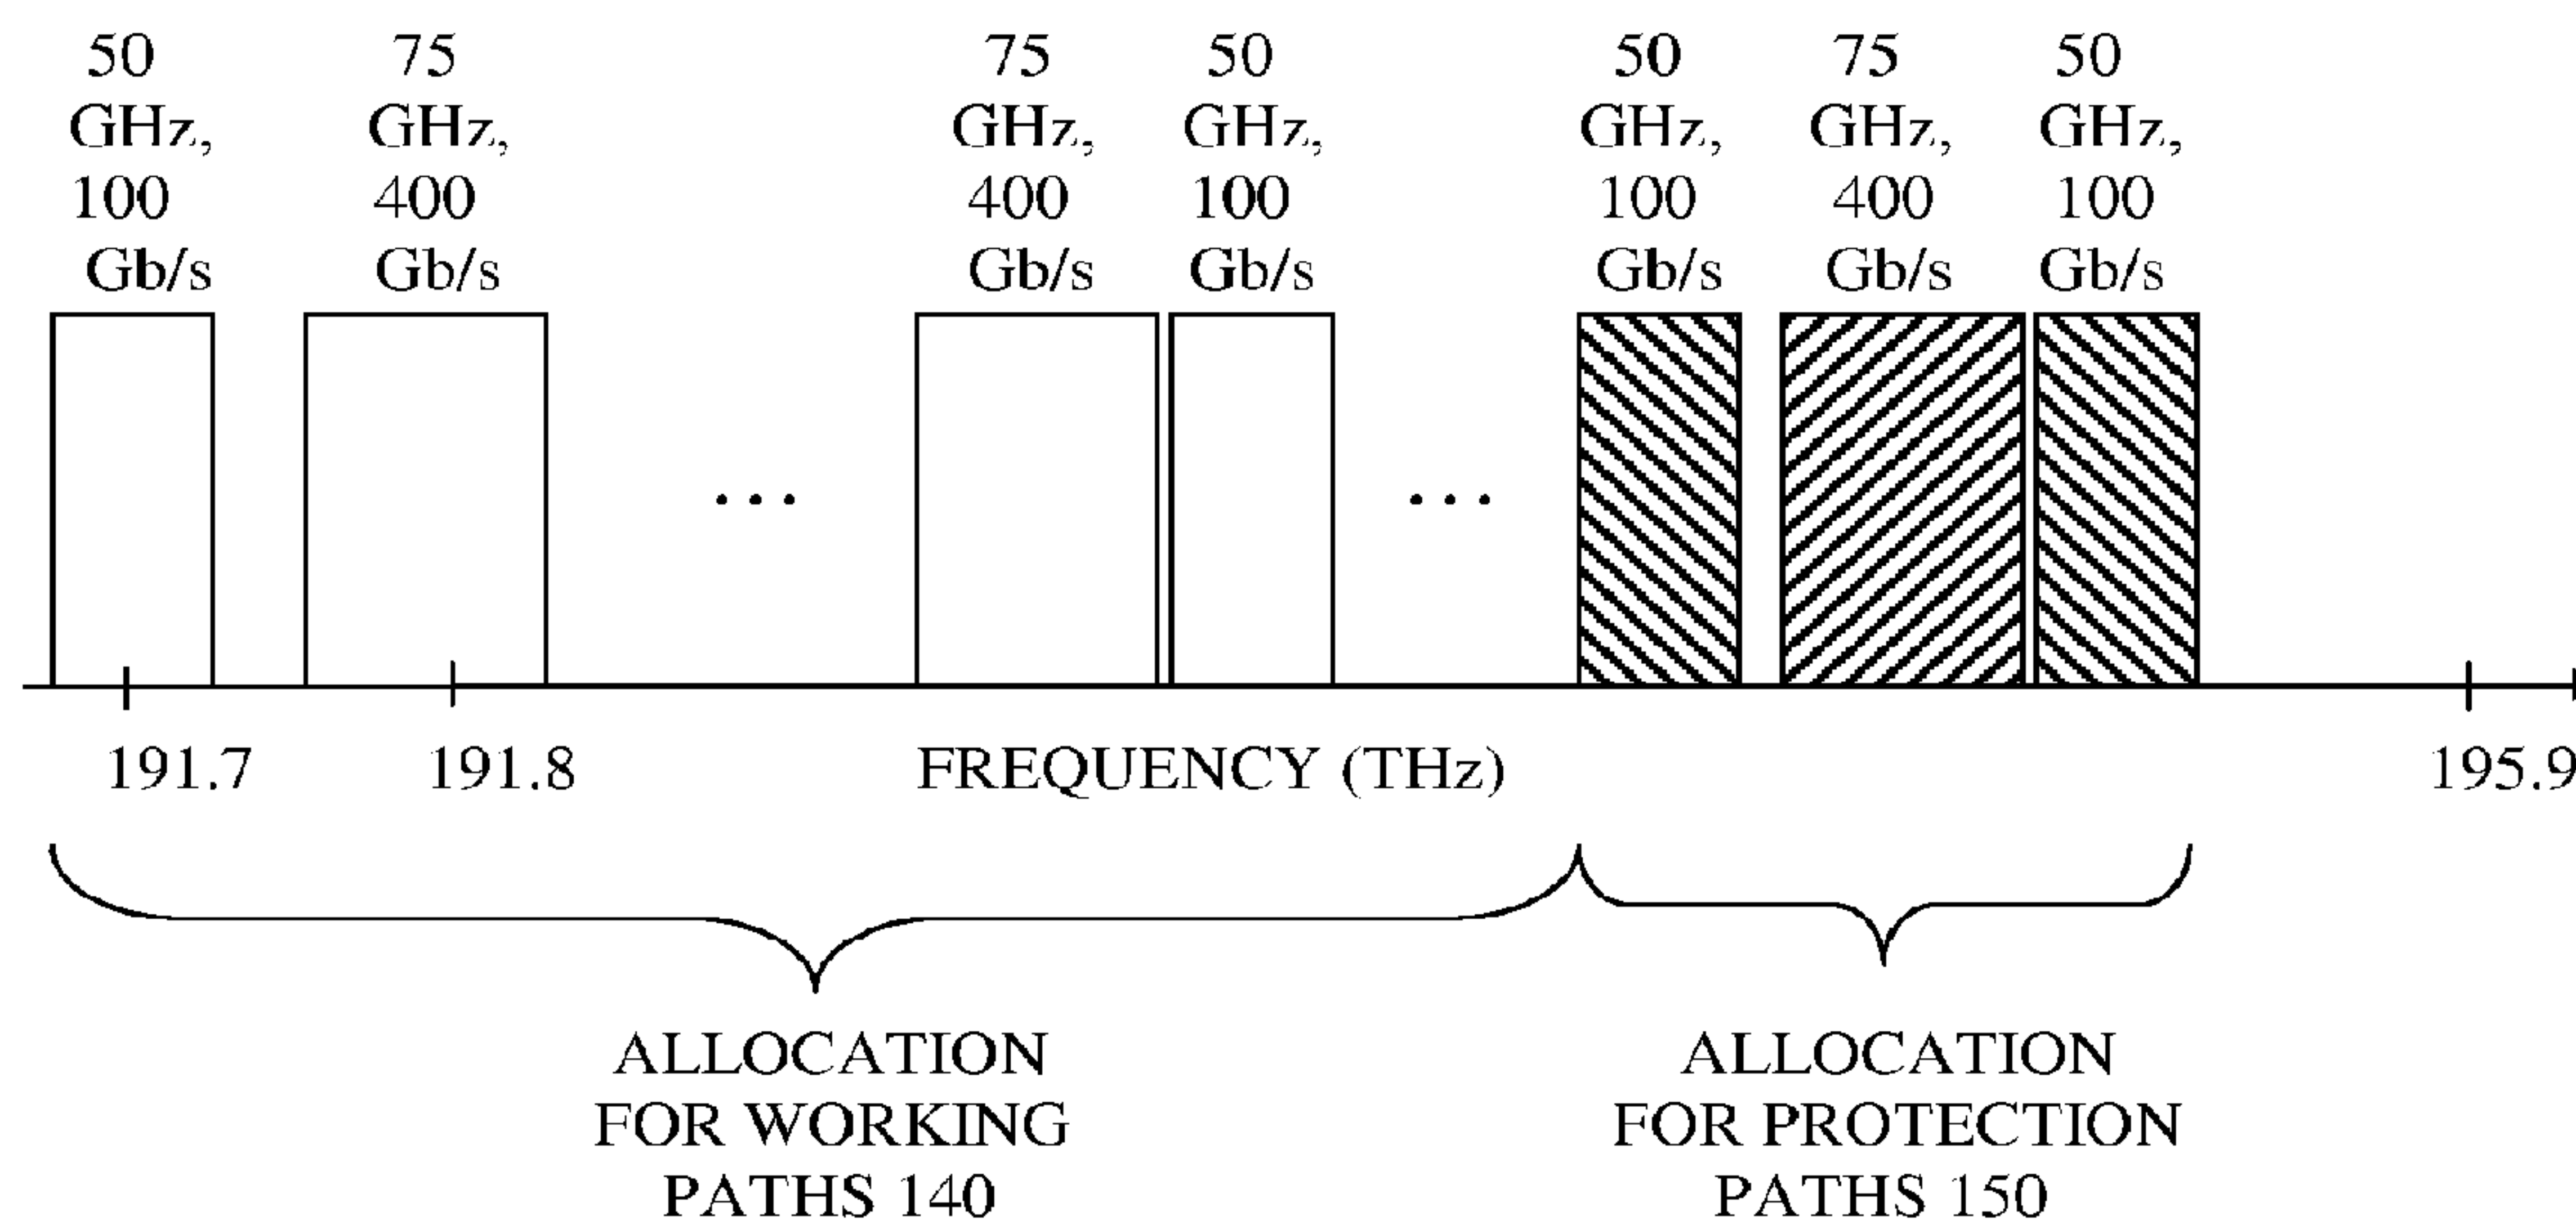 50
GHz,
100
Gb/s
75
GHz,
400
Gb/s
75
GHz,
400
Gb/s
50
GHz,
100
Gb/s
50
GHz,
100
Gb/s
75
GHz,
400
Gb/s
50
GHz,
100
Gb/s
...
...
191.7
191.8
FREQUENCY (THz)
195.9
ALLOCATION
FOR WORKING
PATHS 140
ALLOCATION
FOR PROTECTION
PATHS 150